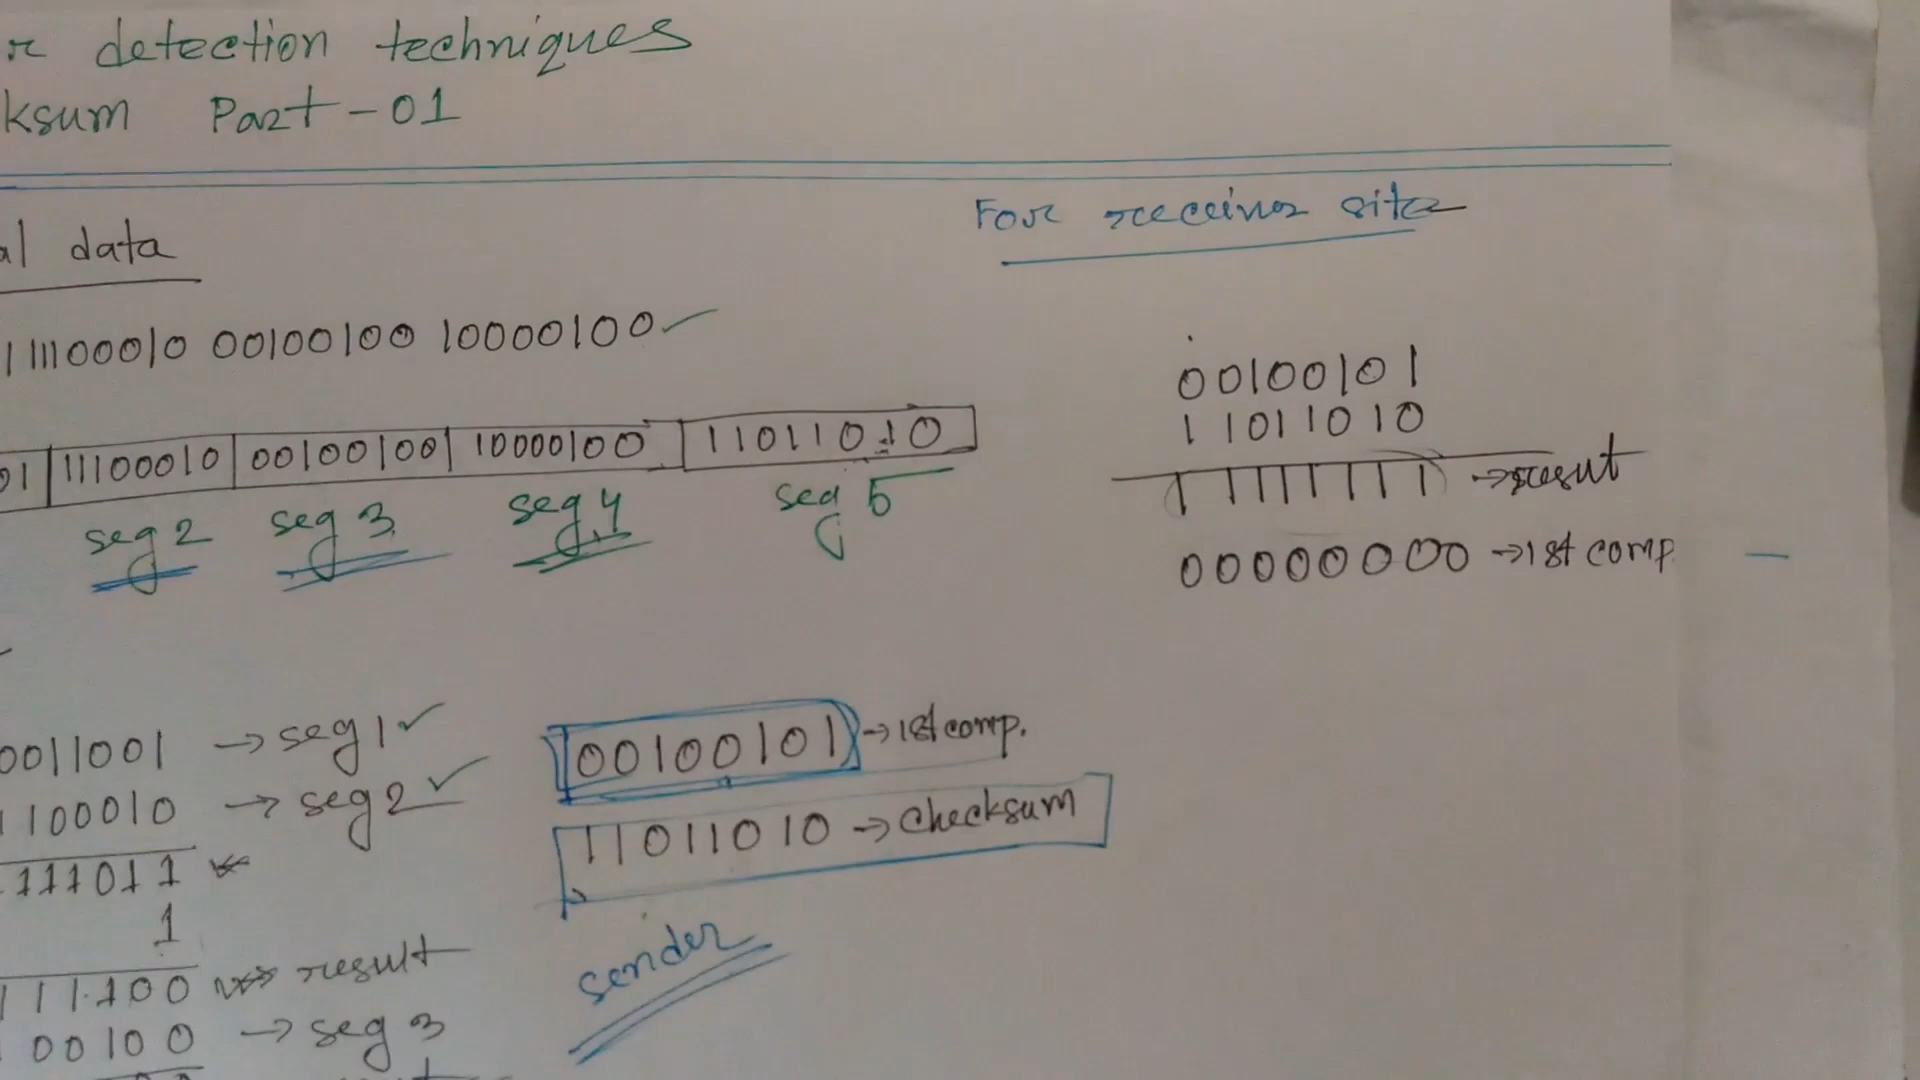 r detection techniques
ksum Part-01
al data
For receiver site
1 11100010 00100100 10000100
01 11100010 00100100 10000100 11011010
seg 2 seg 3 seg 4 seg 5
00100101
11011010
11111111 → result
00000000 → 1st comp.
0011001 → seg 1
1100010 → seg 2
111011
1
111100 → result
00100 → seg 3
00100101 → 1st comp.
11011010 → checksum
sender